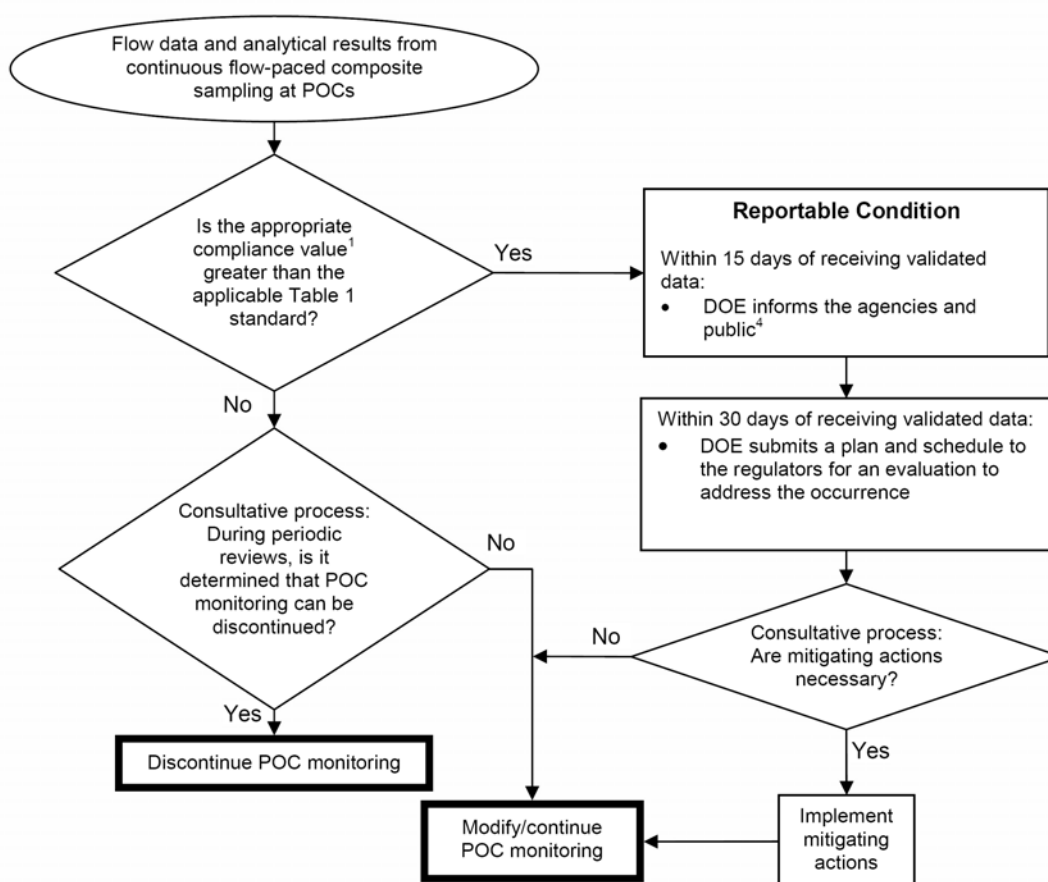 Flow data and analytical results from
continuous flow-paced composite
sampling at POCs
Is the appropriate
compliance value¹
greater than the
applicable Table 1
standard?
Yes
No
Reportable Condition
Within 15 days of receiving validated
data:
• DOE informs the agencies and
public⁴
Within 30 days of receiving validated data:
• DOE submits a plan and schedule to
the regulators for an evaluation to
address the occurrence
Consultative process:
During periodic
reviews, is it
determined that POC
monitoring can be
discontinued?
No
Yes
Consultative process:
Are mitigating actions
necessary?
No
Yes
Discontinue POC monitoring
Modify/continue
POC monitoring
Implement
mitigating
actions